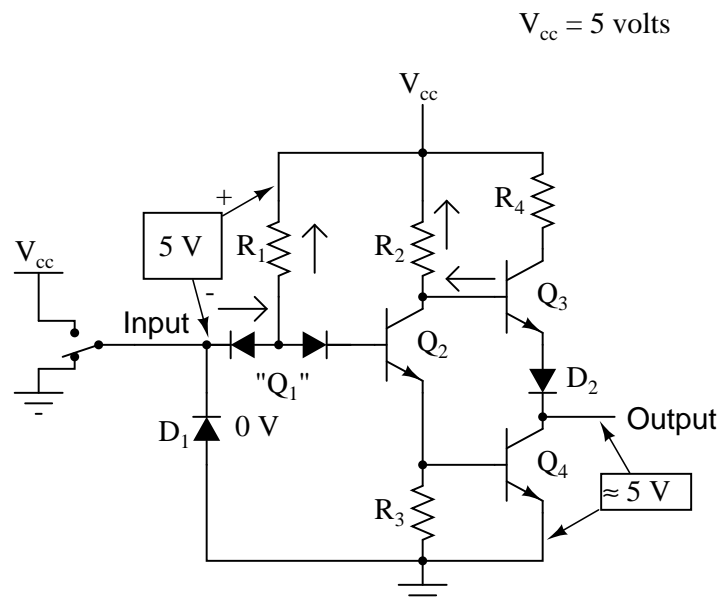 V_cc = 5 volts
V_cc
+
R_1
R_2
R_4
5 V
V_cc
-
Q_3
Input
Q_2
"Q_1"
D_2
D_1
0 V
Output
Q_4
R_3
≈ 5 V